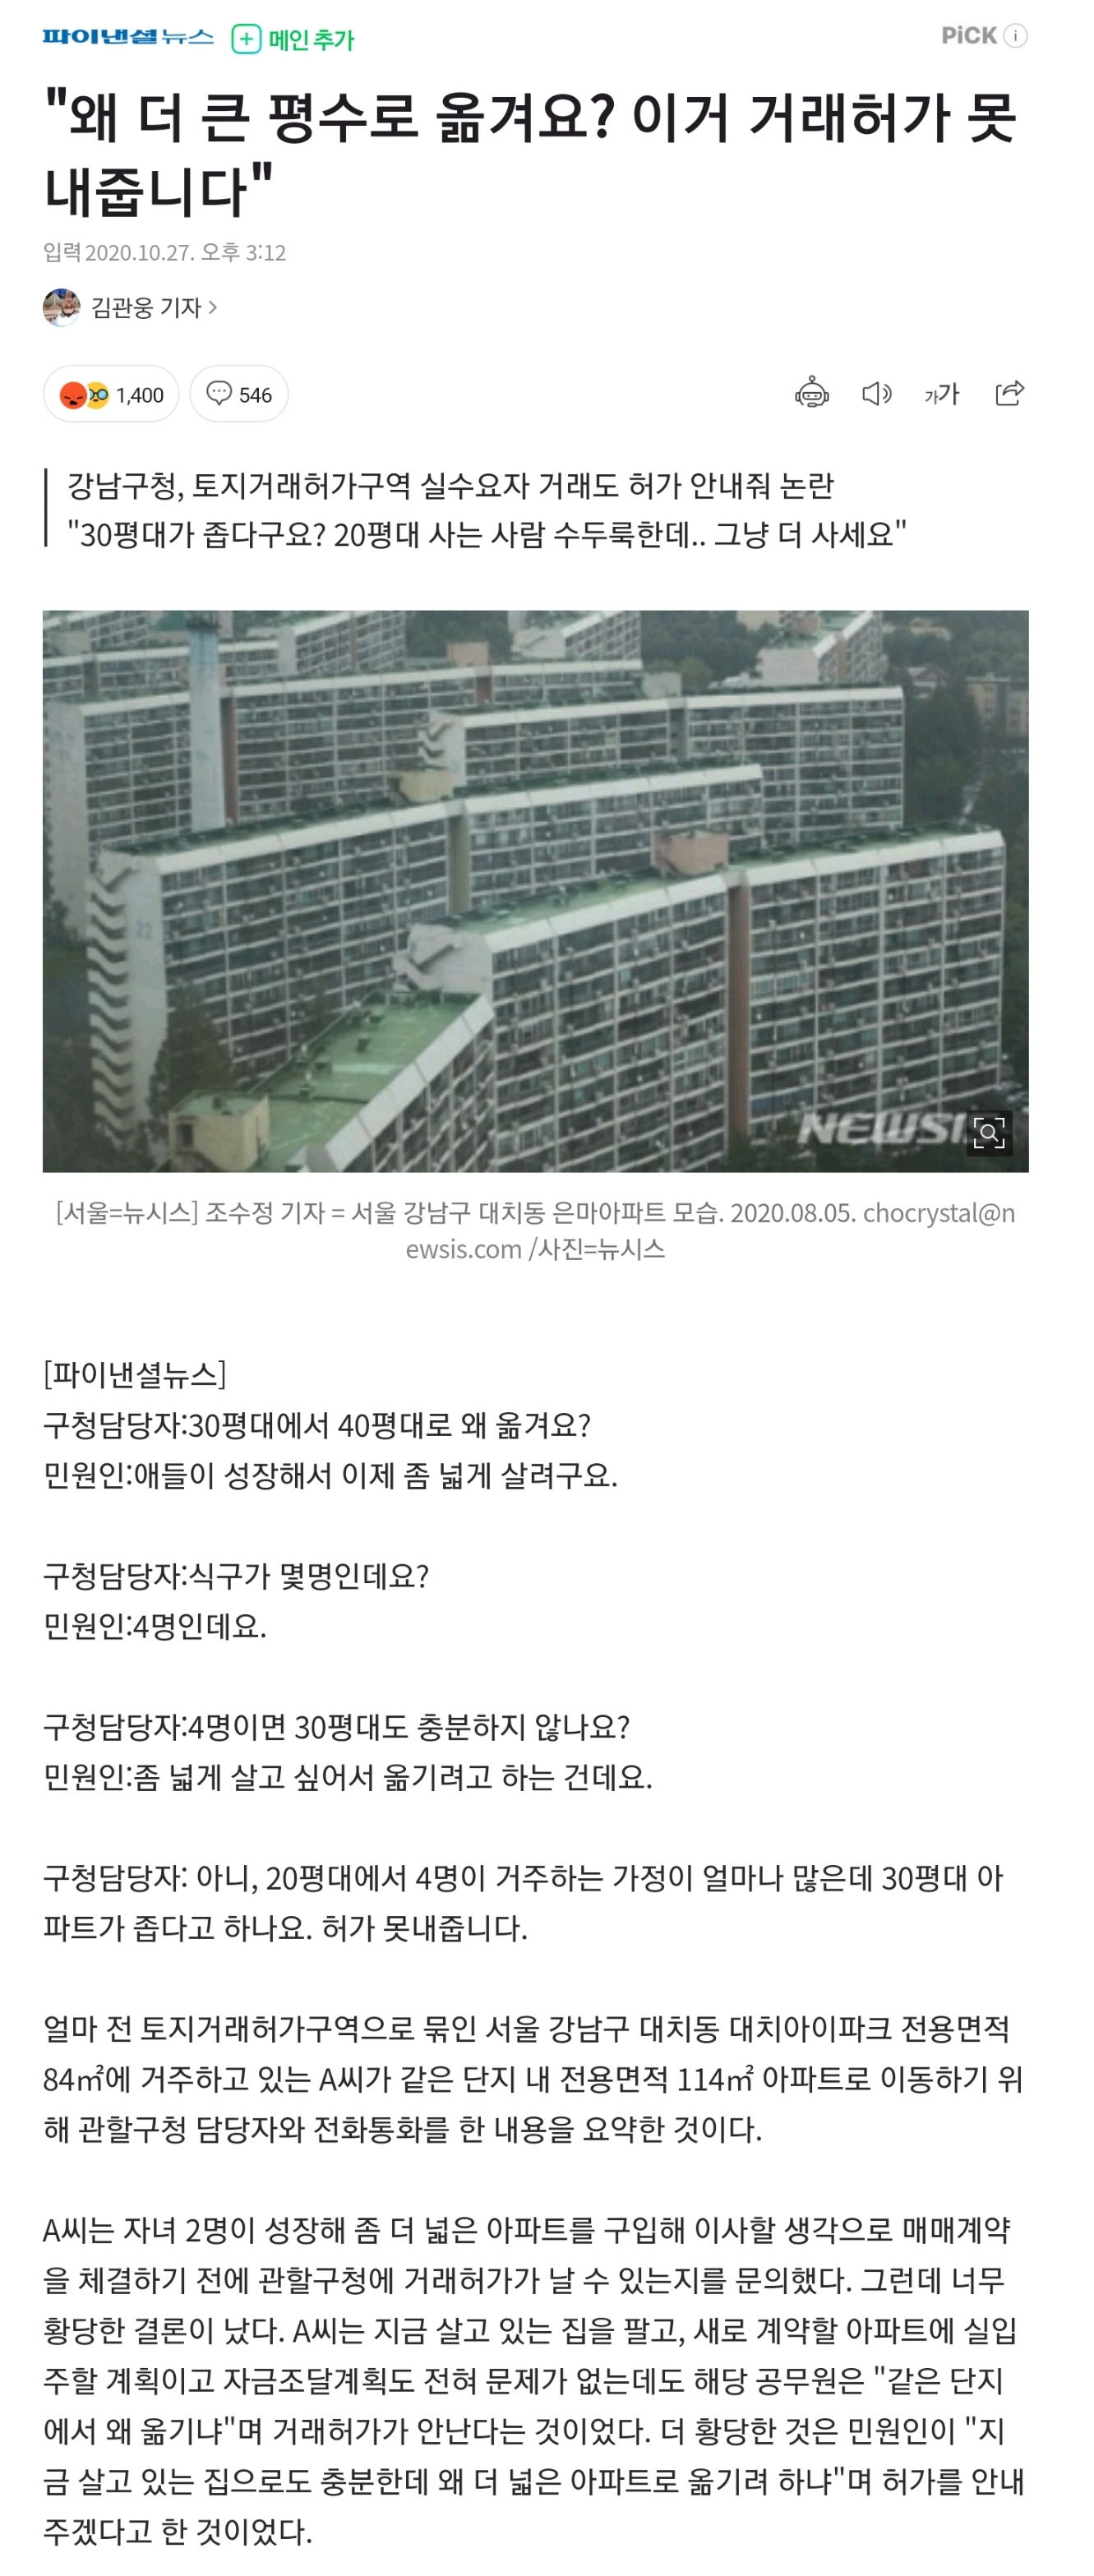 파이낸셜뉴스 메인 추가 PiCK
"왜 더 큰 평수로 옮겨요? 이거 거래허가 못
내줍니다"
입력 2020.10.27. 오후 3:12
김관웅 기자
1,400 546 가가
강남구청, 토지거래허가구역 실수요자 거래도 허가 안내줘 논란
"30평대가 좁다구요? 20평대 사는 사람 수두룩한데.. 그냥 더 사세요"
22
NEWSI
[서울=뉴시스] 조수정 기자 = 서울 강남구 대치동 은마아파트 모습. 2020.08.05. chocrystal@n
ewsis.com /사진=뉴시스
[파이낸셜뉴스]
구청담당자:30평대에서 40평대로 왜 옮겨요?
민원인:애들이 성장해서 이제 좀 넓게 살려구요.
구청담당자:식구가 몇명인데요?
민원인:4명인데요.
구청담당자:4명이면 30평대도 충분하지 않나요?
민원인:좀 넓게 살고 싶어서 옮기려고 하는 건데요.
구청담당자: 아니, 20평대에서 4명이 거주하는 가정이 얼마나 많은데 30평대 아
파트가 좁다고 하나요. 허가 못내줍니다.
얼마 전 토지거래허가구역으로 묶인 서울 강남구 대치동 대치아이파크 전용면적
84㎡에 거주하고 있는 A씨가 같은 단지 내 전용면적 114㎡ 아파트로 이동하기 위
해 관할구청 담당자와 전화통화를 한 내용을 요약한 것이다.
A씨는 자녀 2명이 성장해 좀 더 넓은 아파트를 구입해 이사할 생각으로 매매계약
을 체결하기 전에 관할구청에 거래허가가 날 수 있는지를 문의했다. 그런데 너무
황당한 결론이 났다. A씨는 지금 살고 있는 집을 팔고, 새로 계약할 아파트에 실입
주할 계획이고 자금조달계획도 전혀 문제가 없는데도 해당 공무원은 "같은 단지
에서 왜 옮기냐"며 거래허가가 안난다는 것이었다. 더 황당한 것은 민원인이 "지
금 살고 있는 집으로도 충분한데 왜 더 넓은 아파트로 옮기려 하냐"며 허가를 안내
주겠다고 한 것이었다.